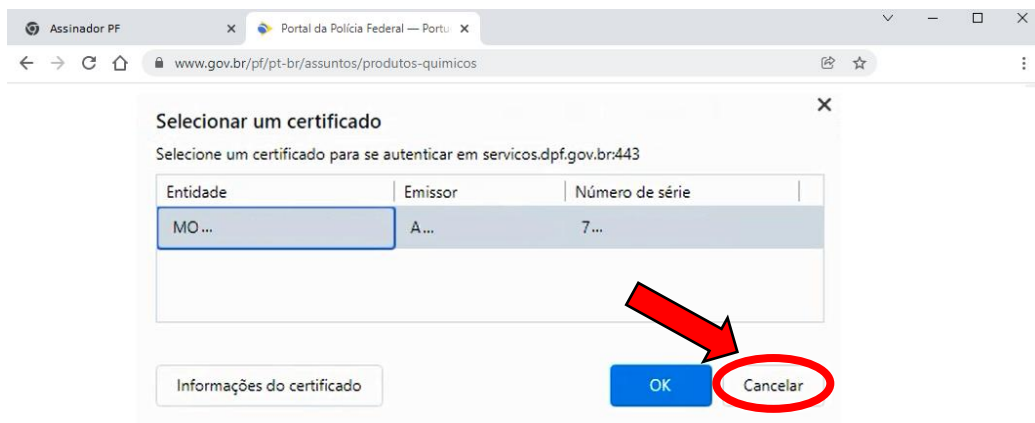 Assinador PF
Portal da Polícia Federal — Portu
www.gov.br/pf/pt-br/assuntos/produtos-quimicos
Selecionar um certificado
Selecione um certificado para se autenticar em servicos.dpf.gov.br:443
Entidade Emissor Número de série
MO ... A... 7...
Informações do certificado OK Cancelar